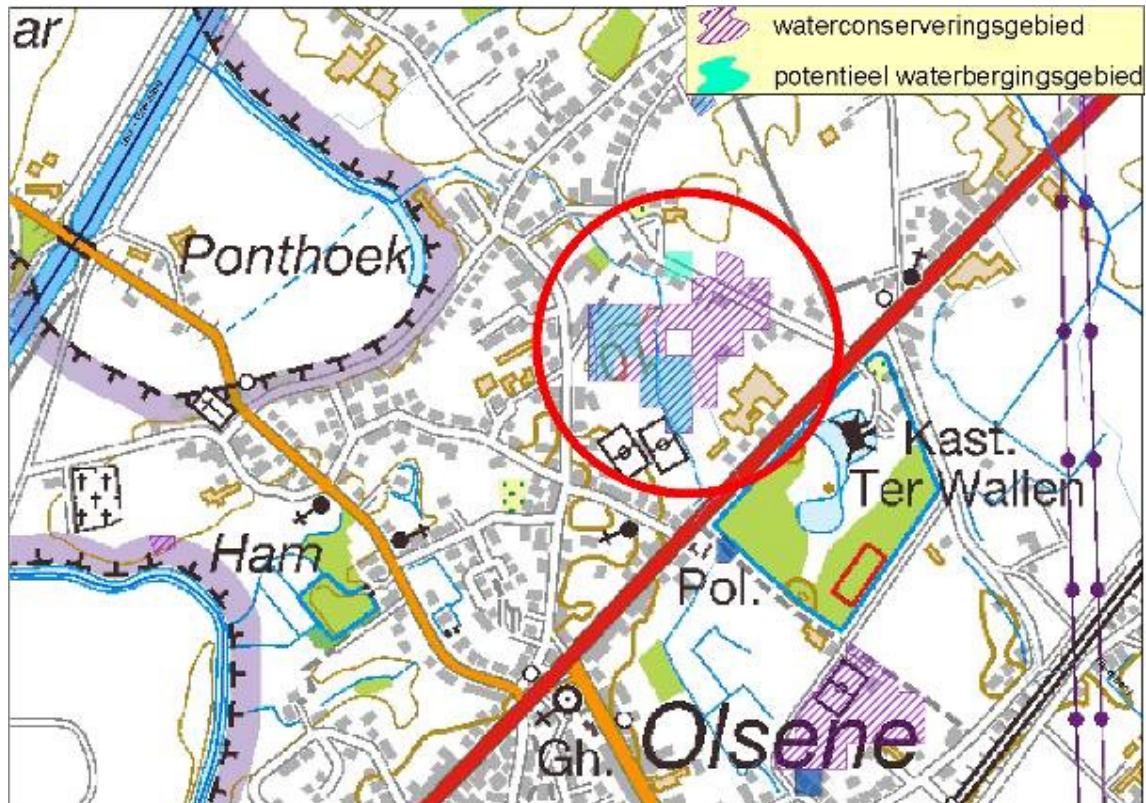 ar
waterconserveringsgebied
potentieel waterbergingsgebied
Ponthoek
Kast.
Ter Wallen
Ham
Pol.
Olsene
Gh.